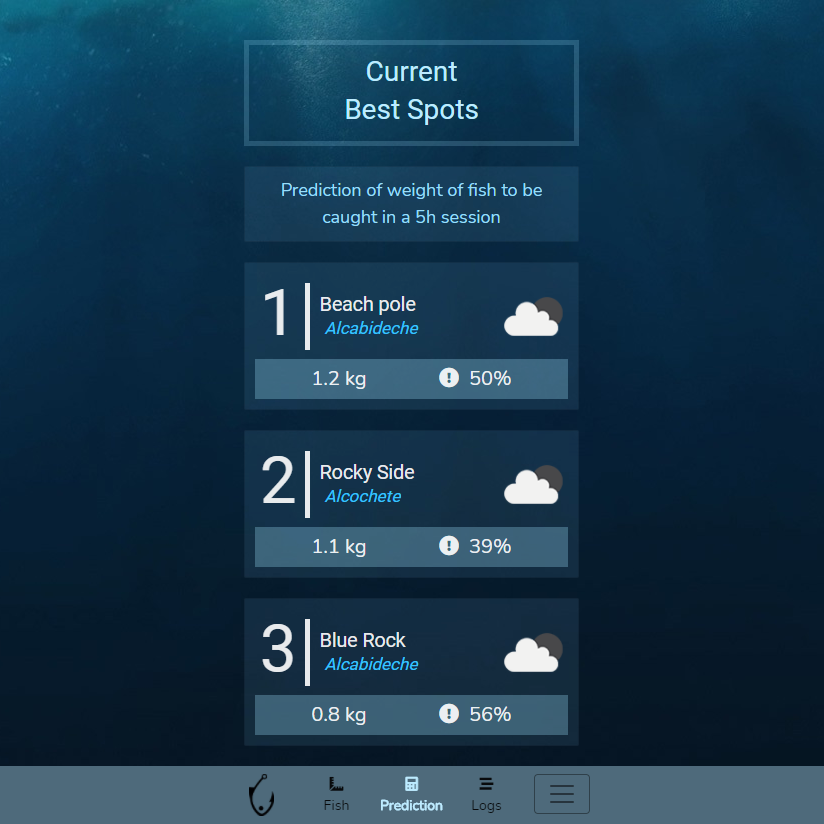 Current
Best Spots
Prediction of weight of fish to be
caught in a 5h session
1
Beach pole
Alcabideche
1.2 kg
50%
2
Rocky Side
Alcochete
1.1 kg
39%
3
Blue Rock
Alcabideche
0.8 kg
56%
Fish
Prediction
Logs